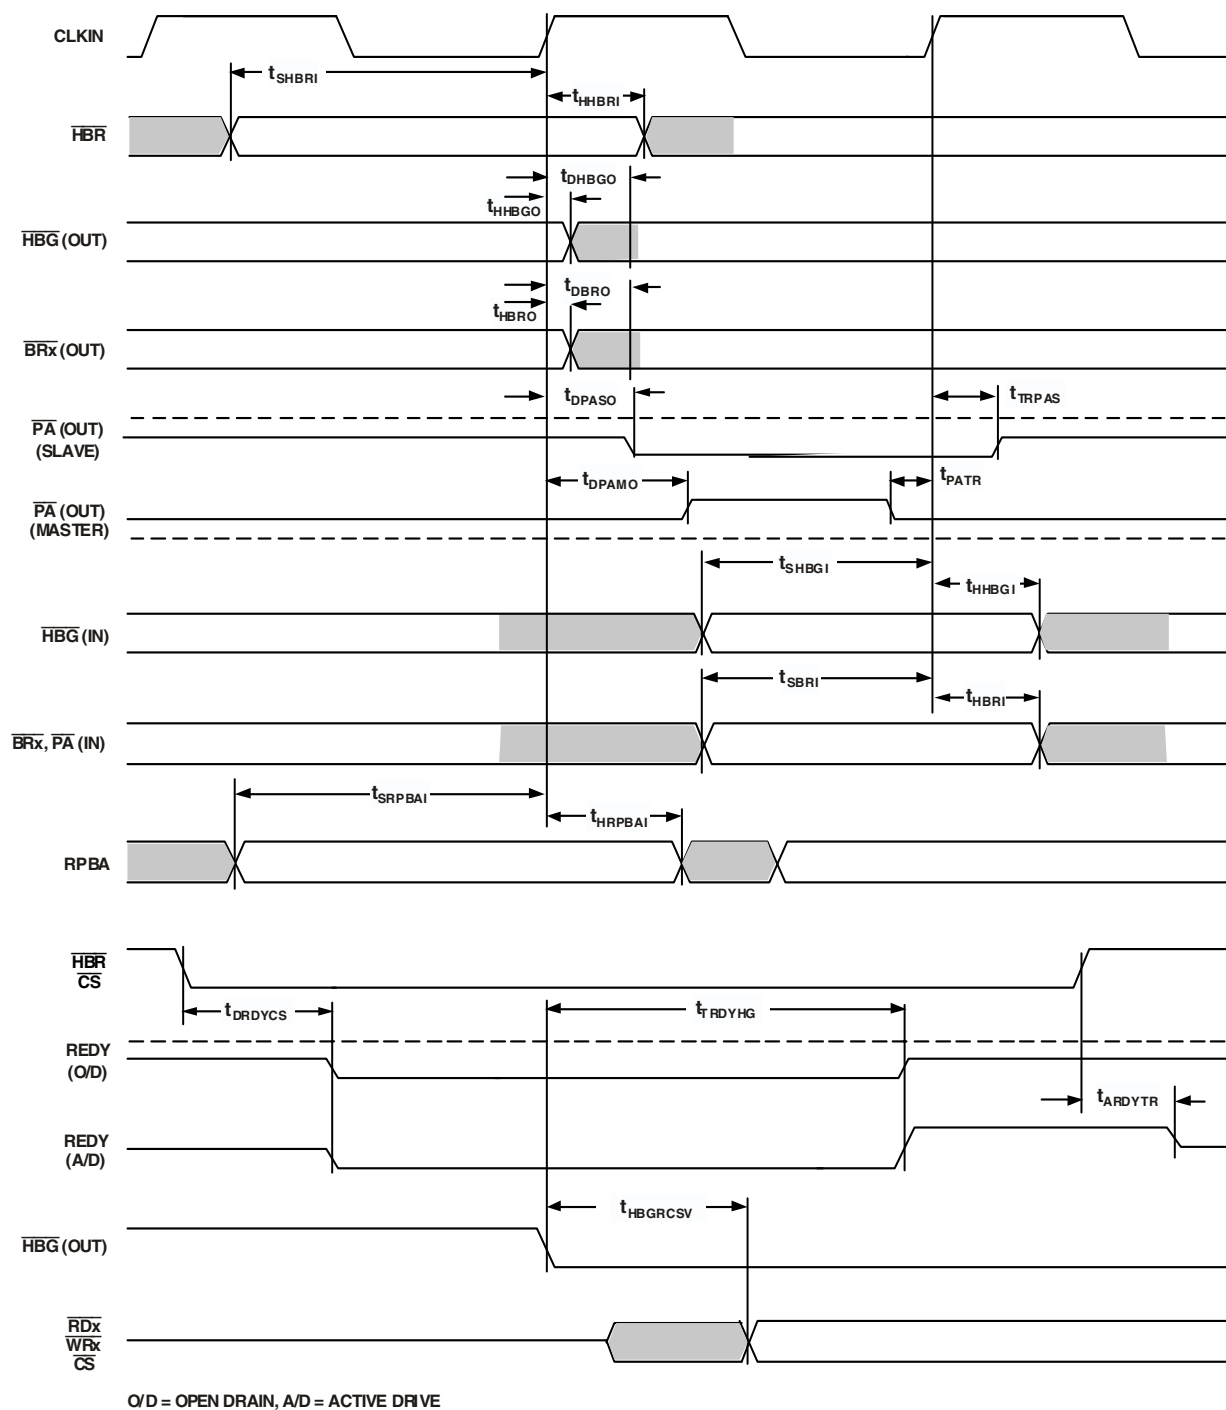 CLKIN
tSHBRI
tHHBRI
HBR
tDHBGO
tHHBGO
HBG (OUT)
tDBRO
tHBRO
BRx (OUT)
tDPASO
tTRPAS
PA (OUT)
(SLAVE)
tDPAMO
tPATR
PA (OUT)
(MASTER)
tSHBGI
tHHBGI
HBG (IN)
tSBRI
tHBRI
BRx, PA (IN)
tSRPBAI
tHRPBAI
RPBA
HBR
CS
tDRDYCS
tTRDYHG
REDY
(O/D)
tARDYTR
REDY
(A/D)
tHBGRCSV
HBG (OUT)
RDx
WRx
CS
O/D = OPEN DRAIN, A/D = ACTIVE DRIVE